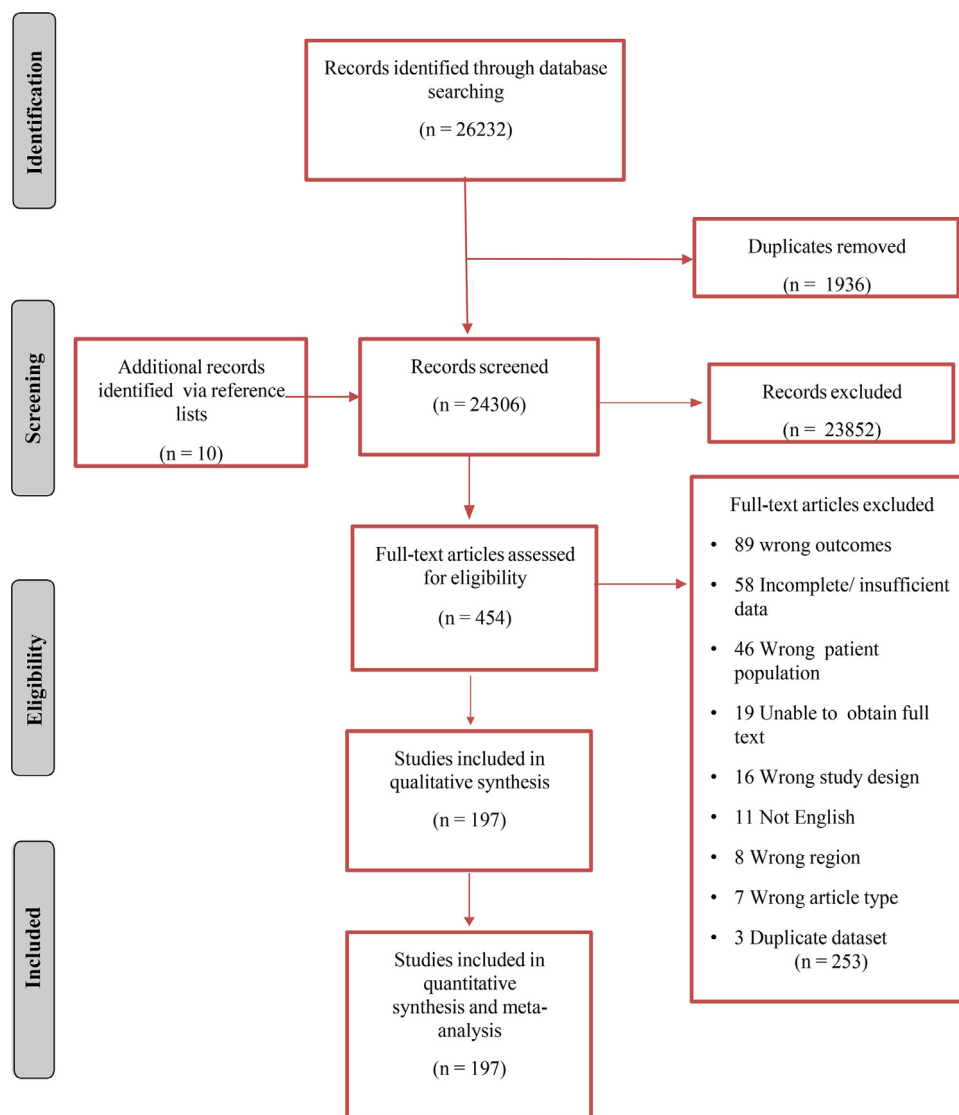 Identification
Records identified through database
searching
(n = 26232)
Duplicates removed
(n = 1936)
Screening
Additional records
identified via reference
lists
(n = 10)
Records screened
(n = 24306)
Records excluded
(n = 23852)
Eligibility
Full-text articles assessed
for eligibility
(n = 454)
Full-text articles excluded
• 89 wrong outcomes
• 58 Incomplete/ insufficient
data
• 46 Wrong patient
population
• 19 Unable to obtain full
text
• 16 Wrong study design
• 11 Not English
• 8 Wrong region
• 7 Wrong article type
• 3 Duplicate dataset
(n = 253)
Studies included in
qualitative synthesis
(n = 197)
Included
Studies included in
quantitative
synthesis and meta-
analysis
(n = 197)